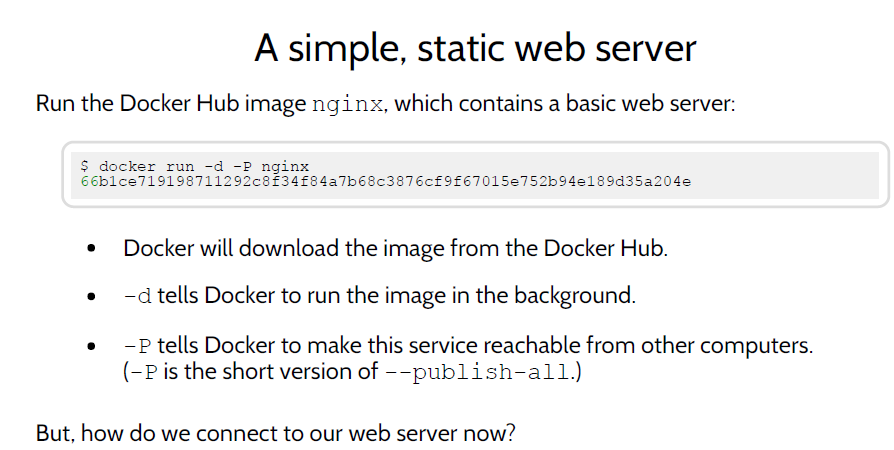 A simple, static web server
Run the Docker Hub image nginx, which contains a basic web server:
$ docker run -d -P nginx
66b1ce719198711292c8f34f84a7b68c3876cf9f67015e752b94e189d35a204e
• Docker will download the image from the Docker Hub.
• -d tells Docker to run the image in the background.
• -P tells Docker to make this service reachable from other computers.
(-P is the short version of --publish-all.)
But, how do we connect to our web server now?